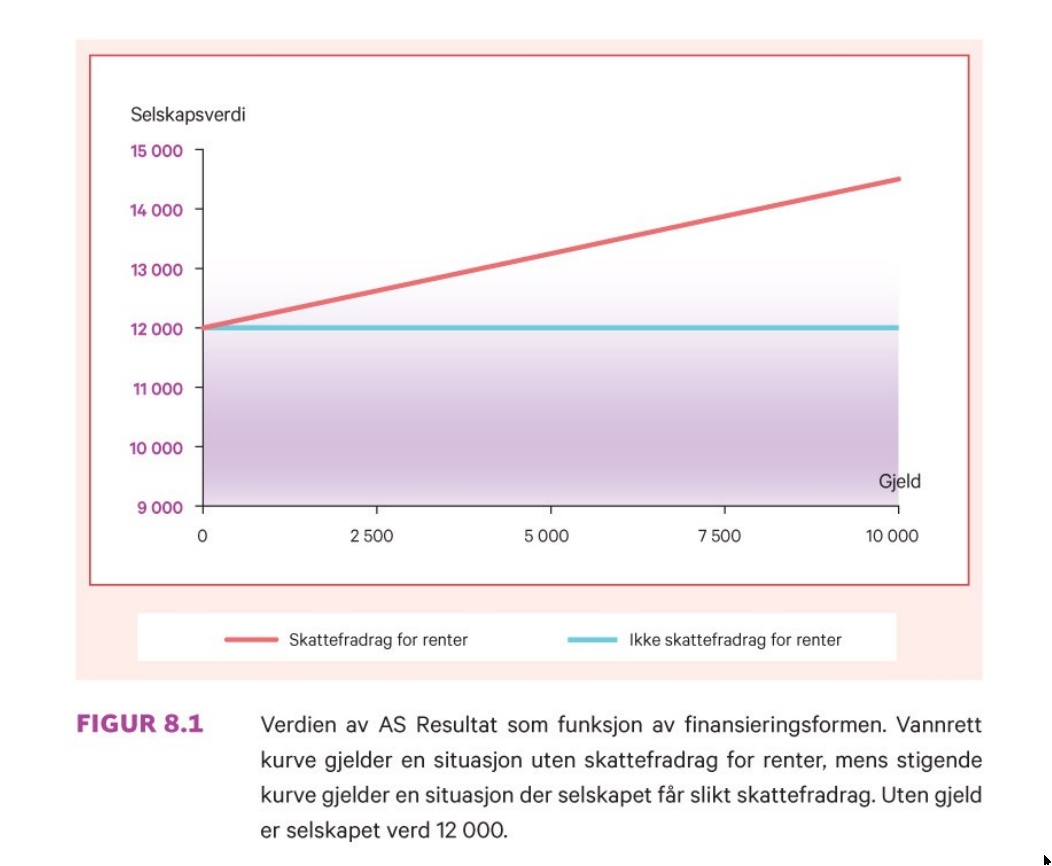 Selskapsverdi
15 000
14 000
13 000
12 000
11 000
10 000
9 000
Gjeld
0 2 500 5 000 7 500 10 000
Skattefradrag for renter Ikke skattefradrag for renter
FIGUR 8.1 Verdien av AS Resultat som funksjon av finansieringsformen. Vannrett
kurve gjelder en situasjon uten skattefradrag for renter, mens stigende
kurve gjelder en situasjon der selskapet får slikt skattefradrag. Uten gjeld
er selskapet verd 12 000.